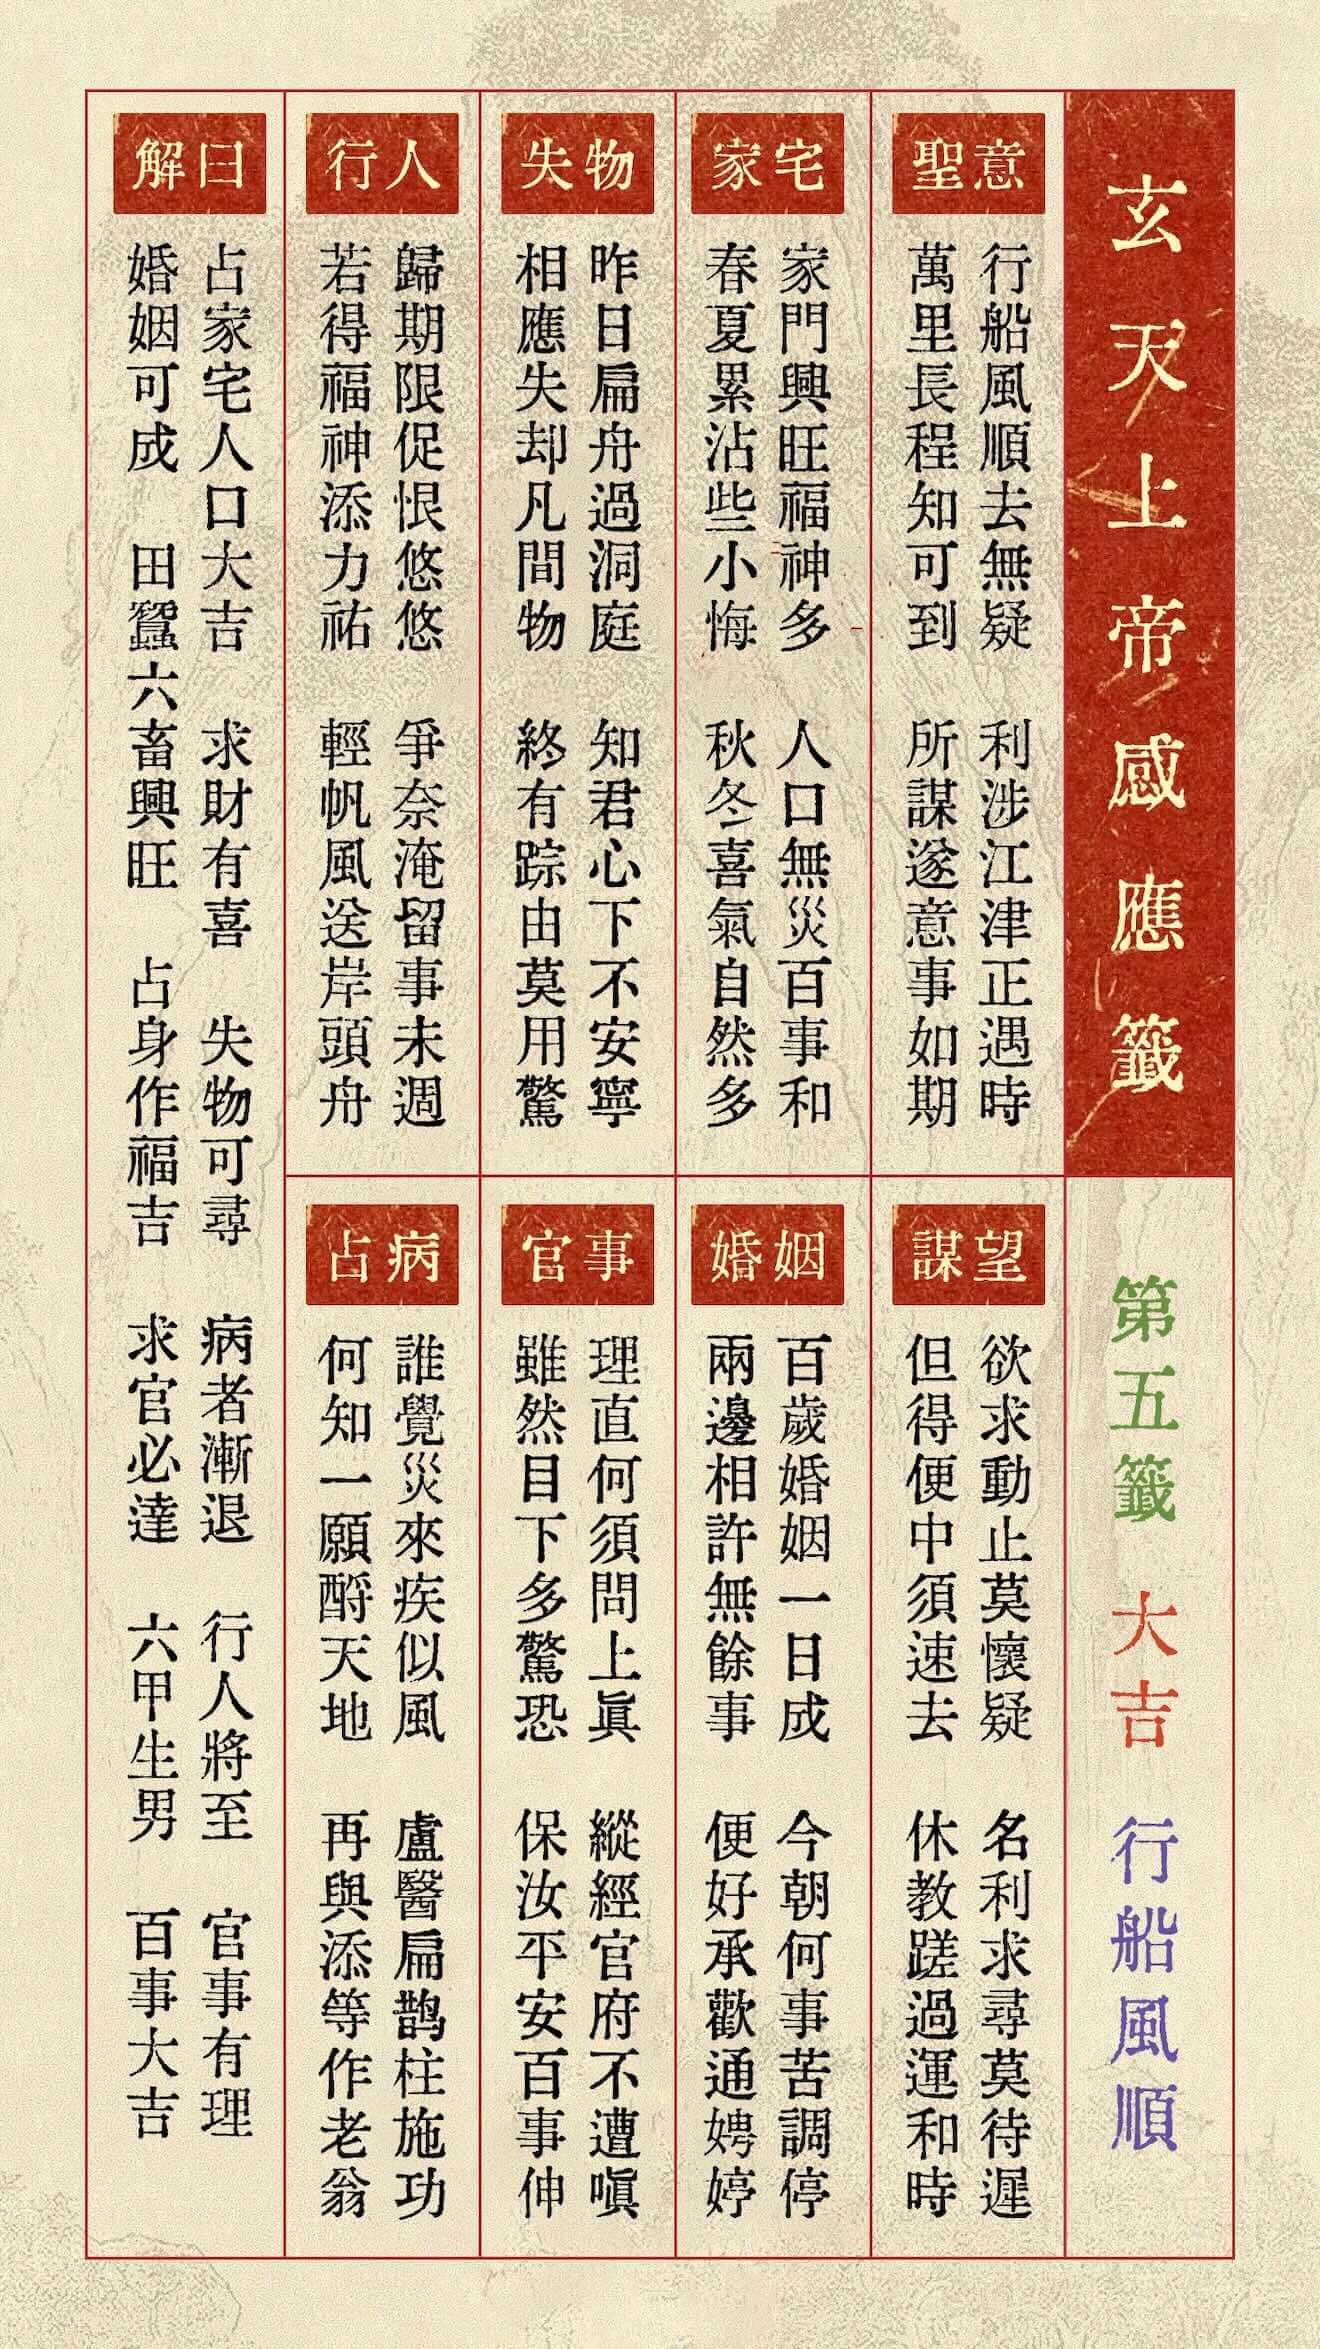 玄天上帝感應籤
第五籤 大吉 行船風順
聖意
行船風順去無疑 利涉江津正遇時
萬里長程知可到 所謀遂意事如期
謀望
欲求動止莫懷疑 名利求尋莫待遲
但得便中須速去 休教蹉過運和時
家宅
家門興旺福神多 人口無災百事和
春夏累沾些小悔 秋冬喜氣自然多
婚姻
百歲婚姻一日成 今朝何事苦調停
兩邊相許無餘事 便好承歡通娉婷
失物
昨日扁舟過洞庭 知君心下不安寧
相應失却凡間物 終有踪由莫用驚
官事
理直何須問上眞 縱經官府不遭嗔
雖然目下多驚恐 保汝平安百事伸
行人
歸期限促恨悠悠 爭奈淹留事未週
若得福神添力祐 輕帆風送岸頭舟
占病
誰覺災來疾似風 盧醫扁鵲柱施功
何知一願酧天地 再與添等作老翁
解曰
占家宅人口大吉 求財有喜 失物可尋 病者漸退 行人將至 官事有理
婚姻可成 田蠶六畜興旺 占身作福吉 求官必達 六甲生男 百事大吉